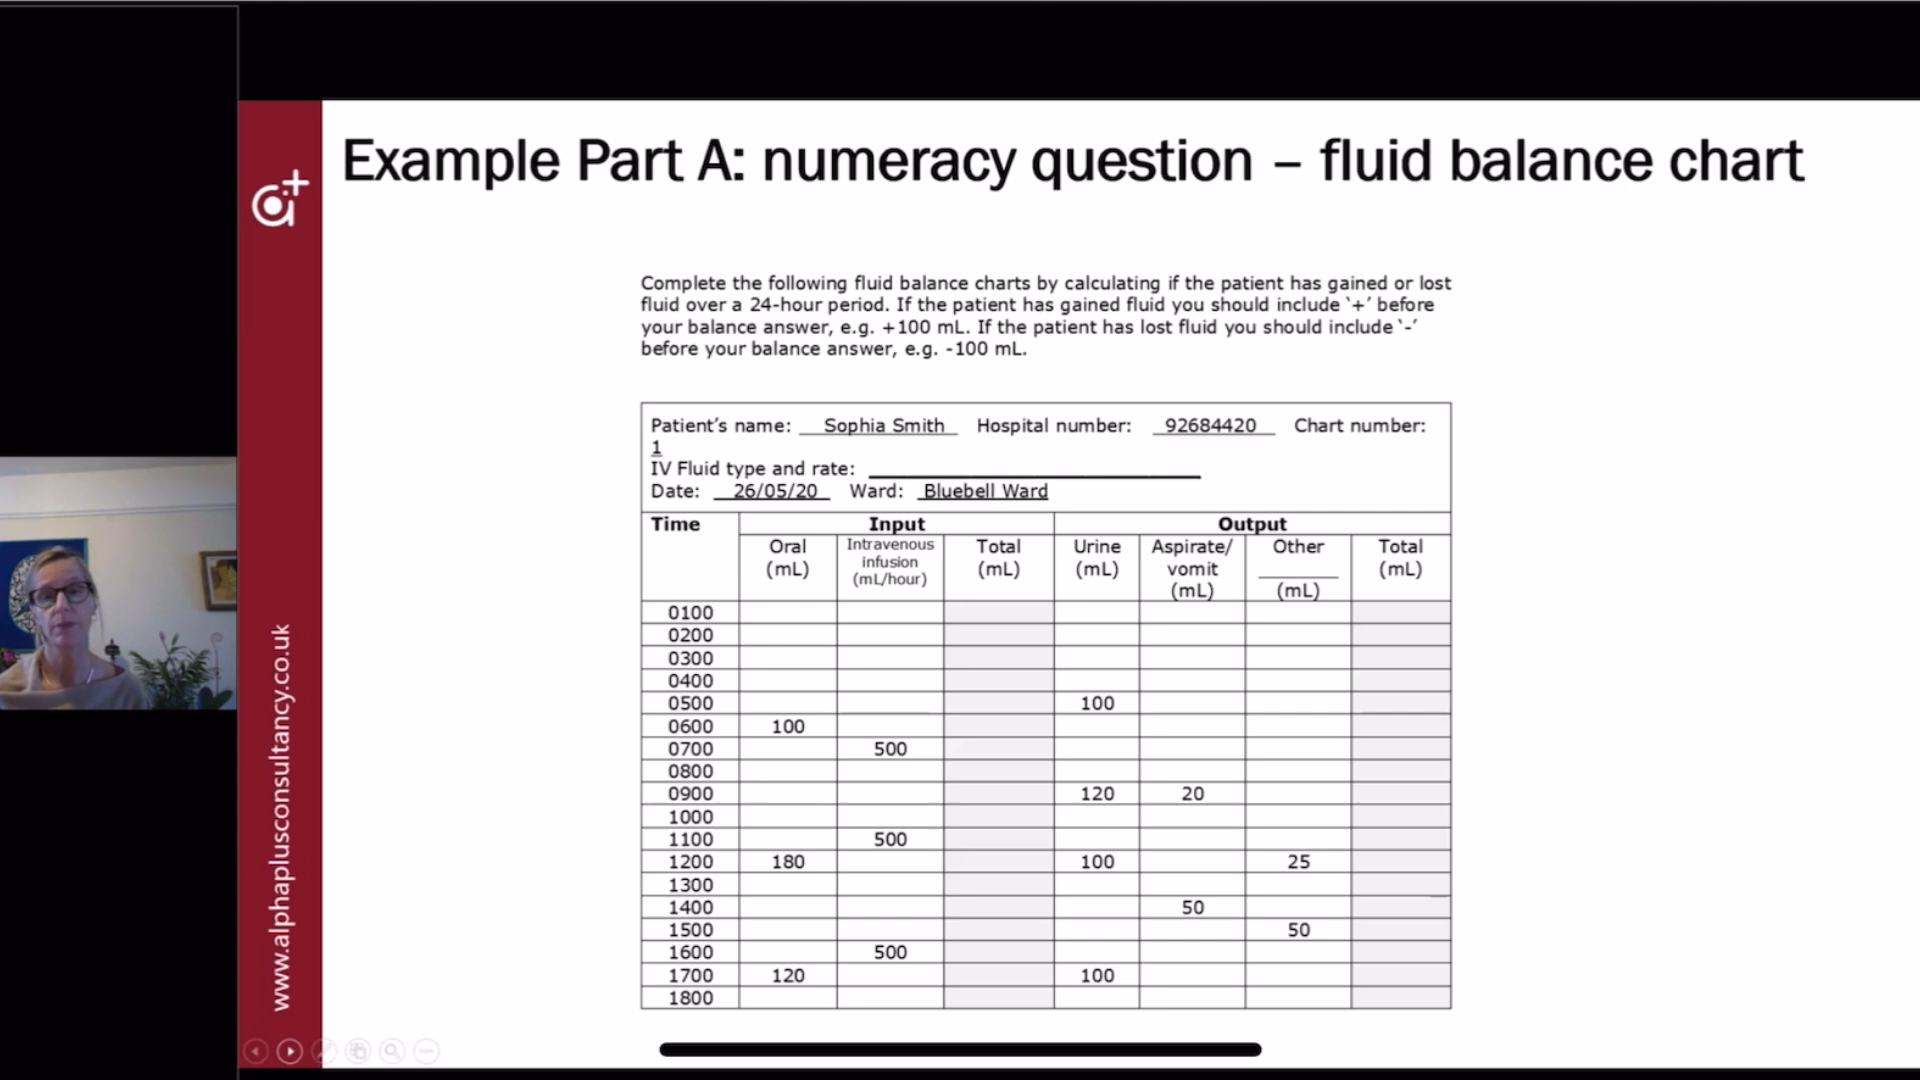 Example Part A: numeracy question – fluid balance chart
Complete the following fluid balance charts by calculating if the patient has gained or lost
fluid over a 24-hour period. If the patient has gained fluid you should include ‘+’ before
your balance answer, e.g. +100 mL. If the patient has lost fluid you should include ‘-’
before your balance answer, e.g. -100 mL.
Patient’s name: Sophia Smith Hospital number: 92684420 Chart number:
1
IV Fluid type and rate:
Date: 26/05/20 Ward: Bluebell Ward
Time Input Output
Oral (mL) Intravenous infusion (mL/hour) Total (mL) Urine (mL) Aspirate/ vomit (mL) Other (mL) Total (mL)
0100
0200
0300
0400
0500 100
0600 100
0700 500
0800
0900 120 20
1000
1100 500
1200 180 100 25
1300
1400 50
1500 50
1600 500
1700 120 100
1800
www.alphaplusconsultancy.co.uk
a+